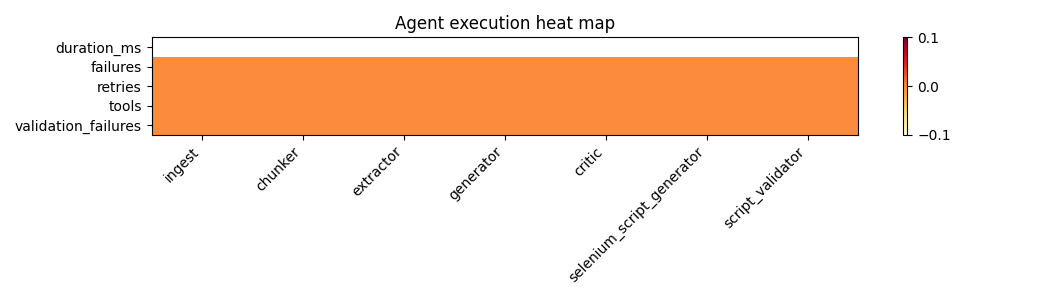 Agent execution heat map
duration_ms
failures
retries
tools
validation_failures
ingest
chunker
extractor
generator
critic
selenium_script_generator
script_validator
0.1
0.0
−0.1